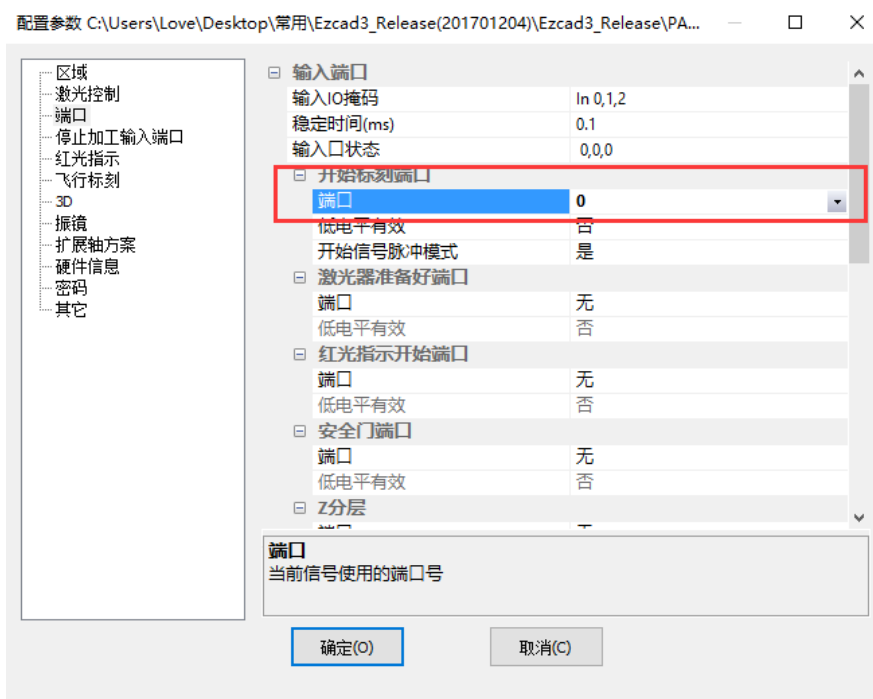 配置参数 C:\Users\Love\Desktop\常用\Ezcad3_Release(201701204)\Ezcad3_Release\PA...
区域
激光控制
端口
停止加工输入端口
红光指示
飞行标刻
3D
振镜
扩展轴方案
硬件信息
密码
其它
输入端口
输入IO掩码 In 0,1,2
稳定时间(ms) 0.1
输入口状态 0,0,0
开始标刻端口
端口 0
低电平有效 否
开始信号脉冲模式 是
激光器准备好端口
端口 无
低电平有效 否
红光指示开始端口
端口 无
低电平有效 否
安全门端口
端口 无
低电平有效 否
Z分层
端口
当前信号使用的端口号
确定(O) 取消(C)